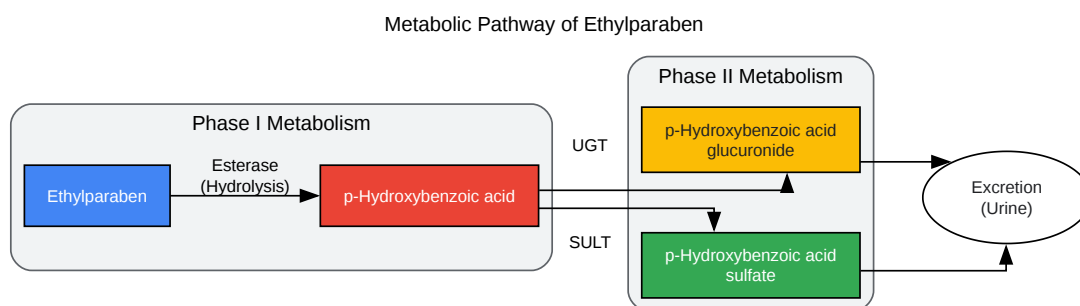 Metabolic Pathway of Ethylparaben
Phase I Metabolism
Ethylparaben
Esterase
(Hydrolysis)
p-Hydroxybenzoic acid
UGT
SULT
Phase II Metabolism
p-Hydroxybenzoic acid
glucuronide
p-Hydroxybenzoic acid
sulfate
Excretion
(Urine)